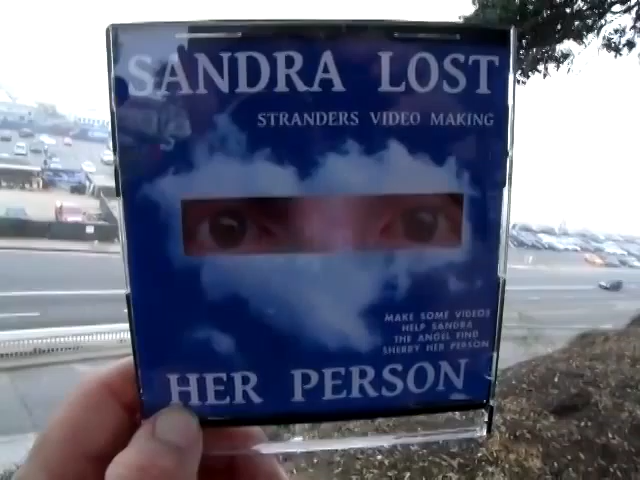 SANDRA LOST
STRANDERS VIDEO MAKING
MAKE SOME VIDEOS
HELP SANDRA
THE ANGEL FIND
SHERRY HER PERSON
HER PERSON